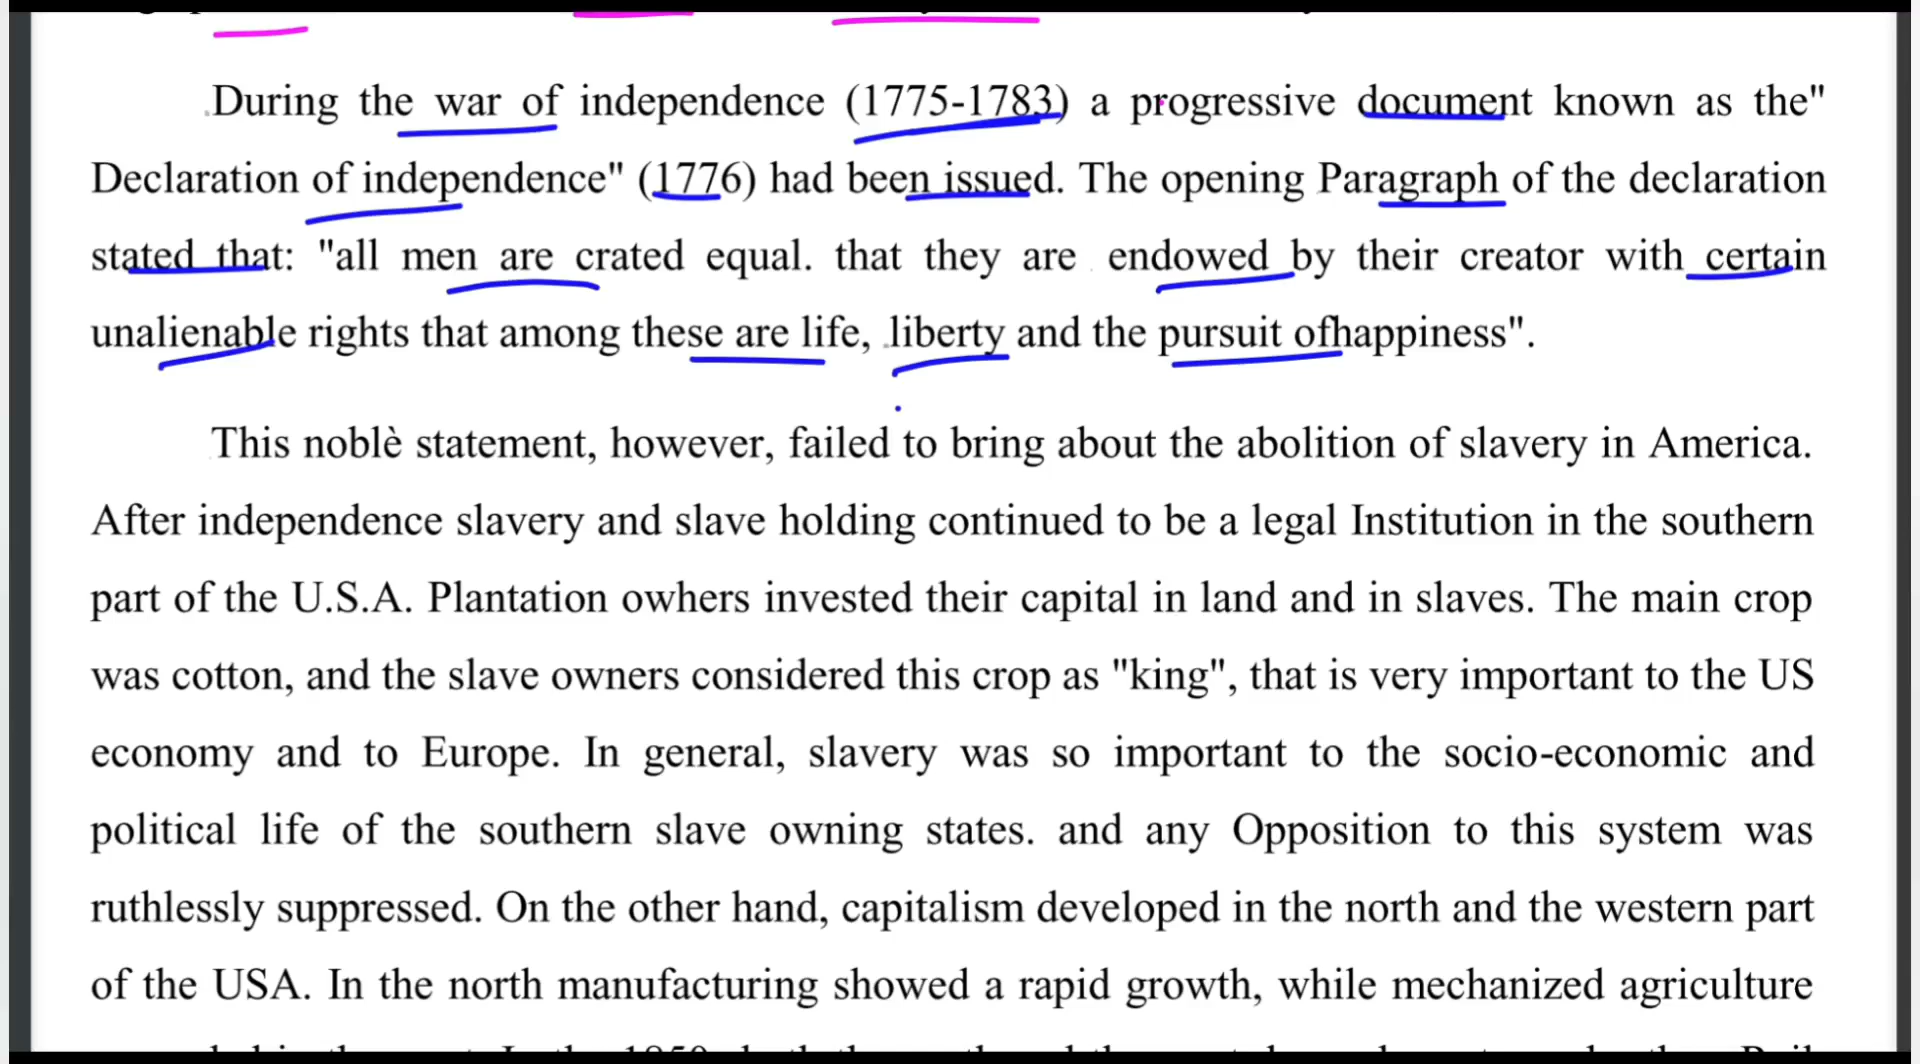 During the war of independence (1775-1783) a progressive document known as the"
Declaration of independence" (1776) had been issued. The opening Paragraph of the declaration
stated that: "all men are crated equal. that they are endowed by their creator with certain
unalienable rights that among these are life, liberty and the pursuit ofhappiness".
This noblè statement, however, failed to bring about the abolition of slavery in America.
After independence slavery and slave holding continued to be a legal Institution in the southern
part of the U.S.A. Plantation owhers invested their capital in land and in slaves. The main crop
was cotton, and the slave owners considered this crop as "king", that is very important to the US
economy and to Europe. In general, slavery was so important to the socio-economic and
political life of the southern slave owning states. and any Opposition to this system was
ruthlessly suppressed. On the other hand, capitalism developed in the north and the western part
of the USA. In the north manufacturing showed a rapid growth, while mechanized agriculture